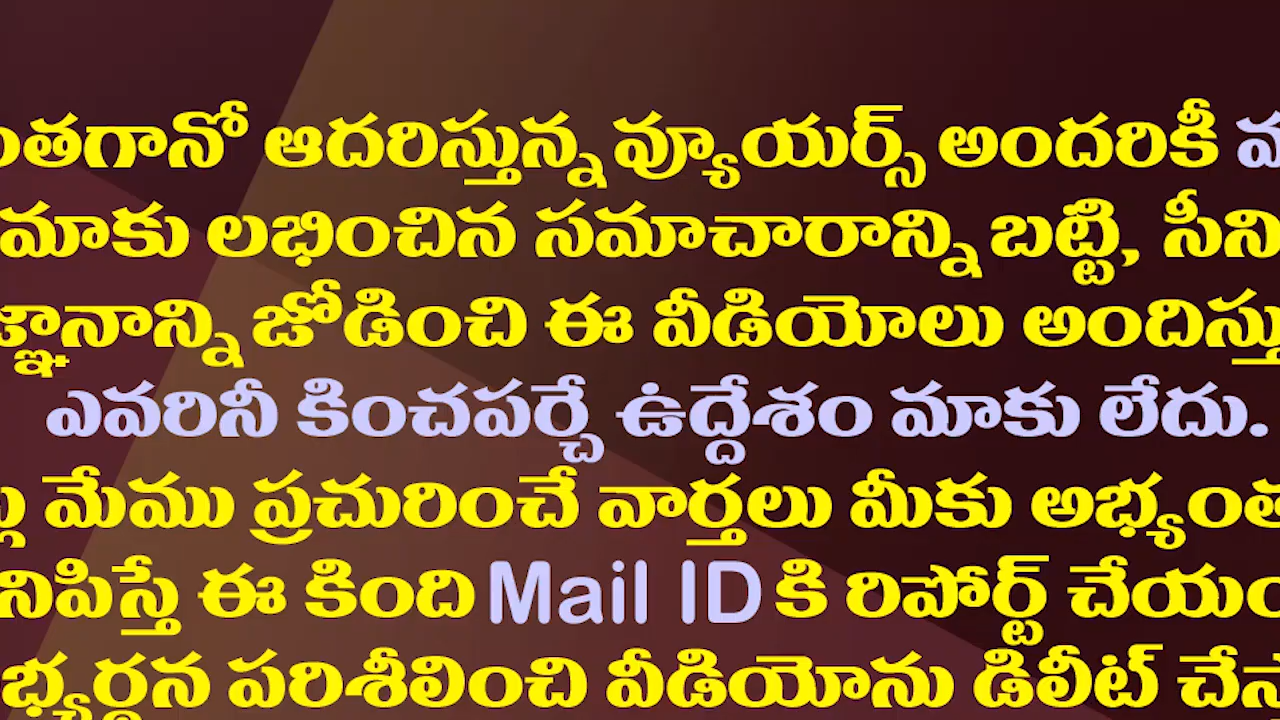 ంతగానో ఆదరిస్తున్న వ్యూయర్స్ అందరికీ
మాకు లభించిన సమాచారాన్ని బట్టి, సీని
జ్ఞానాన్ని జోడించి ఈ వీడియోలు అందిస్తు
ఎవరినీ కించపర్చే ఉద్దేశం మాకు లేదు.
మేము ప్రచురించే వార్తలు మీకు అభ్యంత
నిపిస్తే ఈ కింది Mail ID కి రిపోర్ట్ చేయం
భ్యర్థన పరిశీలించి వీడియోను డిలీట్ చేస